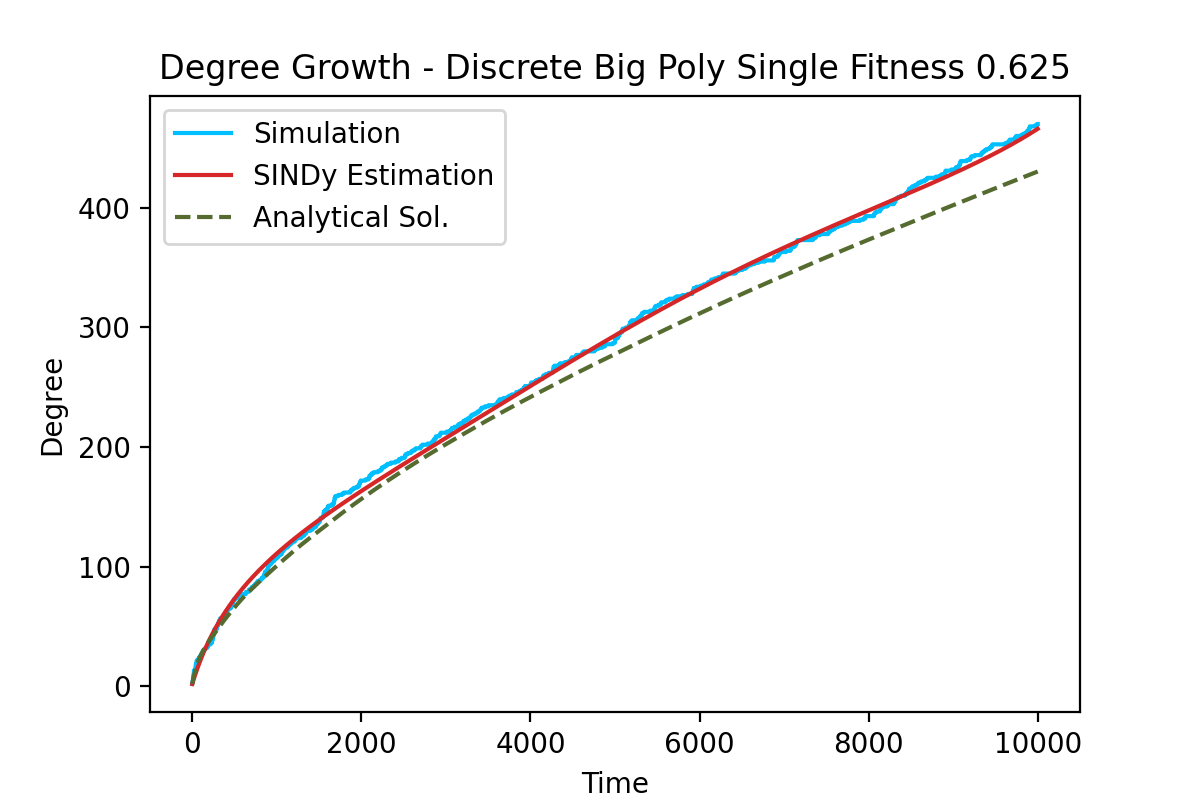 Degree Growth - Discrete Big Poly Single Fitness 0.625
Simulation
SINDy Estimation
Analytical Sol.
400
300
200
100
0
Degree
0 2000 4000 6000 8000 10000
Time